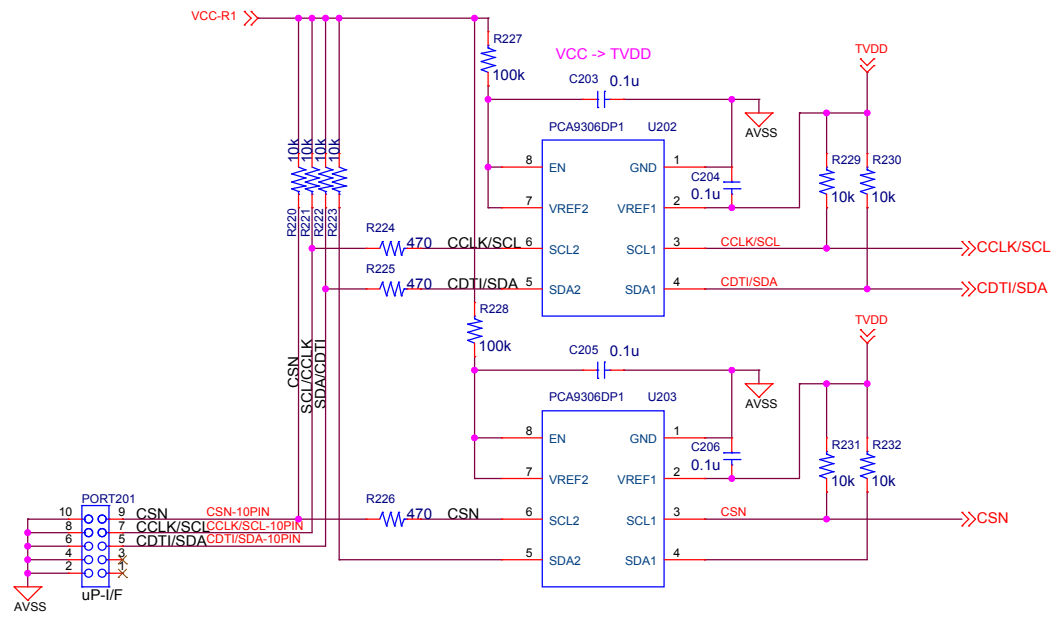 VCC-R1
R227
100k
VCC -> TVDD
C203 0.1u
AVSS
TVDD
PCA9306DP1 U202
8 EN GND 1
7 VREF2 VREF1 2
6 SCL2 SCL1 3
5 SDA2 SDA1 4
C204
0.1u
R229 R230
10k 10k
10k 10k 10k 10k
R220 R221 R222 R223
R224
470 CCLK/SCL
R225
470 CDTI/SDA
CCLK/SCL
CCLK/SCL
CDTI/SDA
CDTI/SDA
R228
100k
C205 0.1u
AVSS
TVDD
CSN
SCL/CCLK
SDA/CDTI
PCA9306DP1 U203
8 EN GND 1
7 VREF2 VREF1 2
6 SCL2 SCL1 3
5 SDA2 SDA1 4
C206
0.1u
R231 R232
10k 10k
R226
470 CSN
CSN
CSN
PORT201
10 9 CSN CSN-10PIN
8 7 CCLK/SCL CCLK/SCL-10PIN
6 5 CDTI/SDA CDTI/SDA-10PIN
4 3
2 1
uP-I/F
AVSS